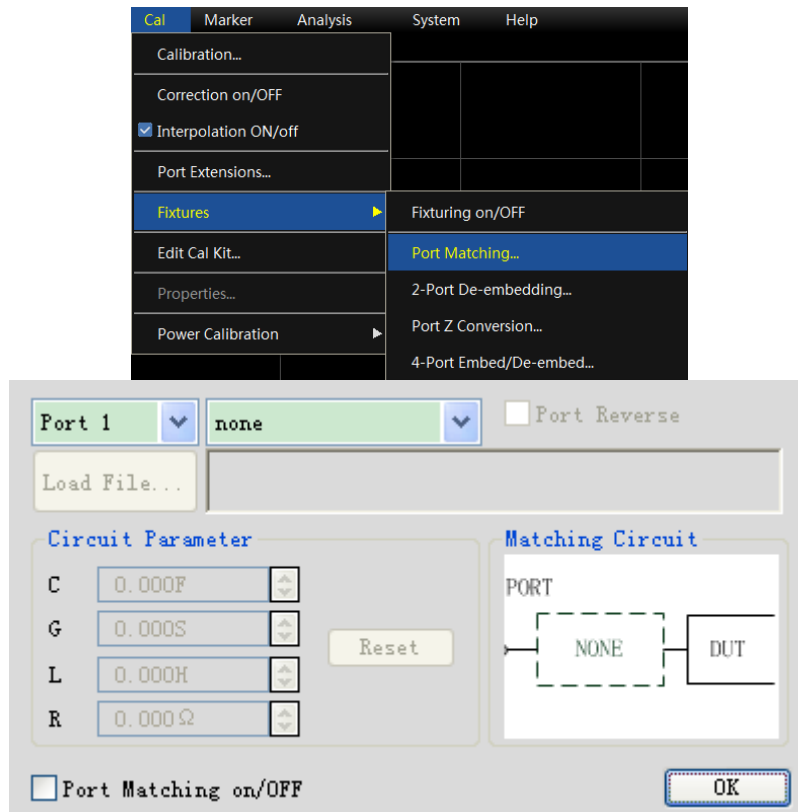 Cal Marker Analysis System Help
Calibration...
Correction on/OFF
Interpolation ON/off
Port Extensions...
Fixtures
Fixturing on/OFF
Edit Cal Kit...
Port Matching...
Properties...
2-Port De-embedding...
Power Calibration
Port Z Conversion...
4-Port Embed/De-embed...
Port 1
none
Port Reverse
Load File...
Circuit Parameter
C 0.000F
G 0.000S
L 0.000H
R 0.000Ω
Reset
Matching Circuit
PORT
NONE
DUT
Port Matching on/OFF
OK